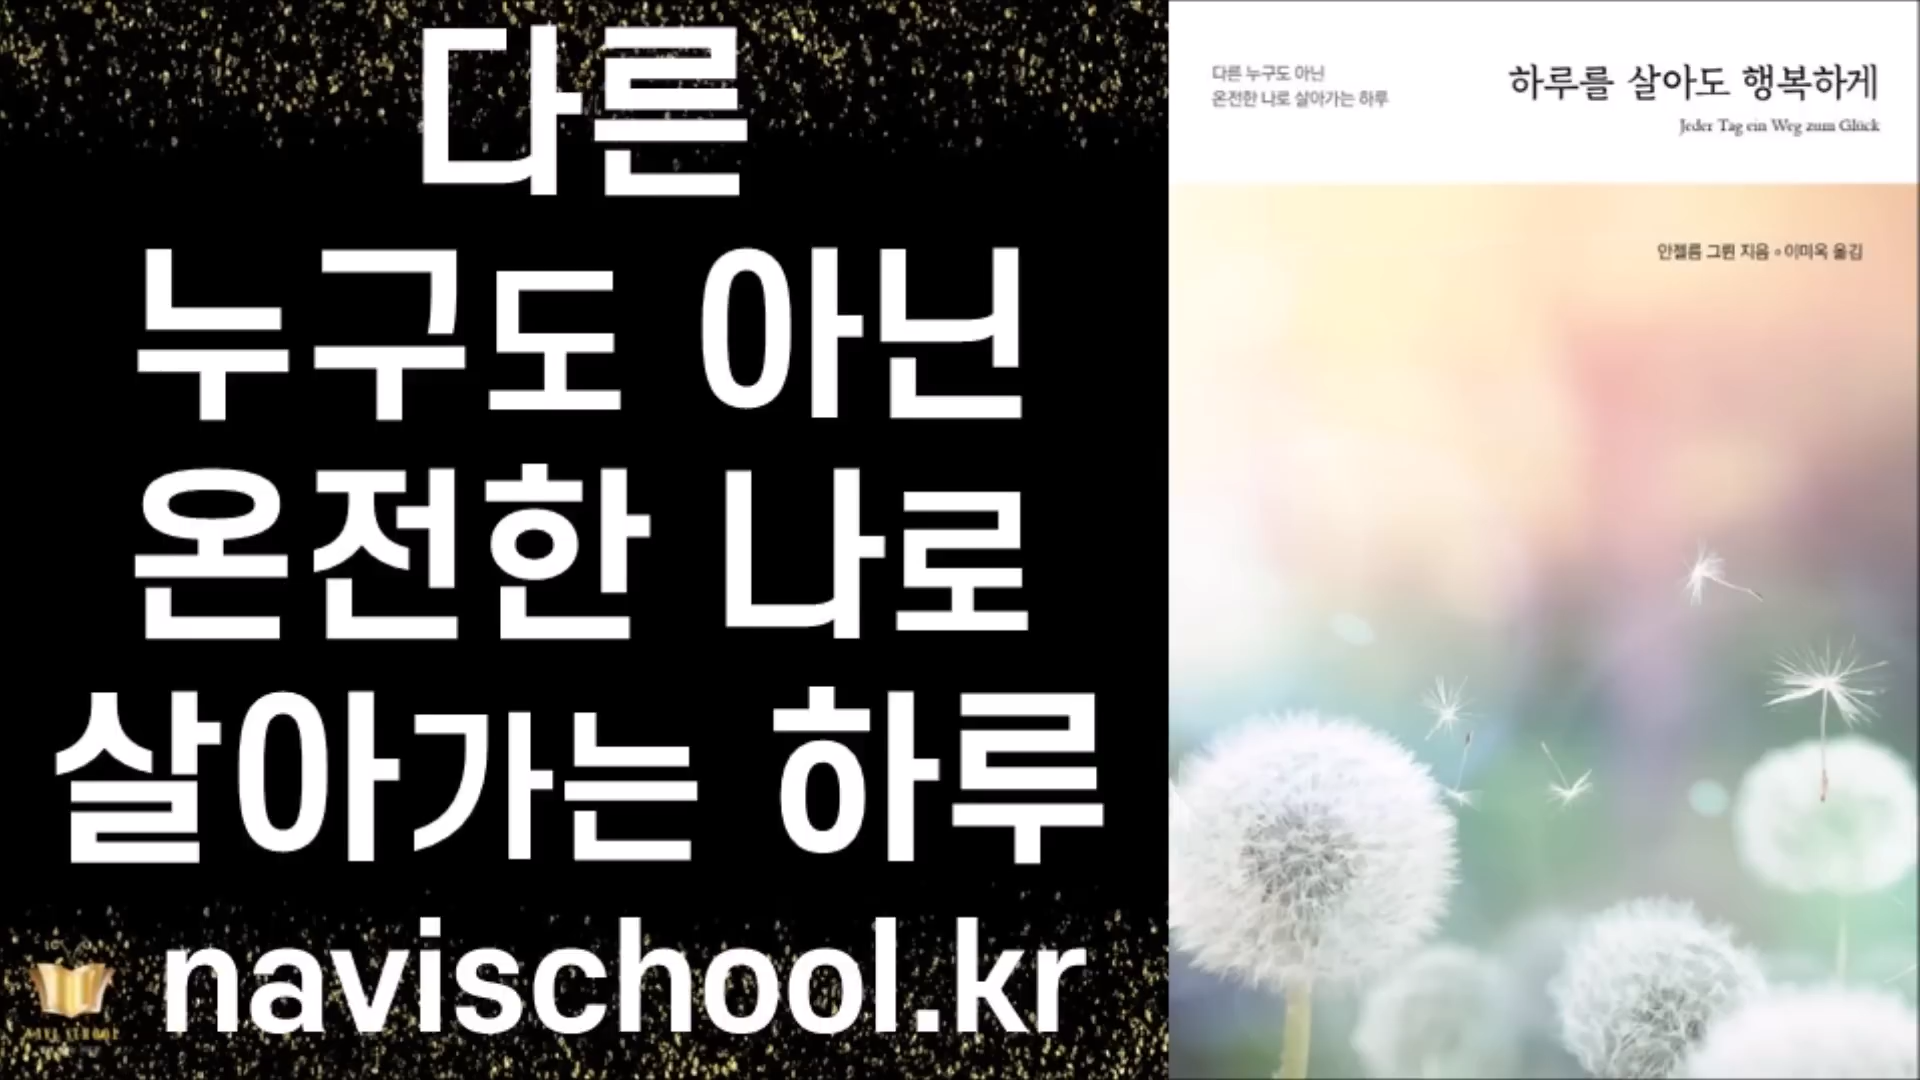 다른
누구도 아닌
온전한 나로
살아가는 하루
navischool.kr
NAVI SCHOOL
다른 누구도 아닌
온전한 나로 살아가는 하루
하루를 살아도 행복하게
Jeder Tag ein Weg zum Glück
안젤름 그륀 지음 • 이미옥 옮김